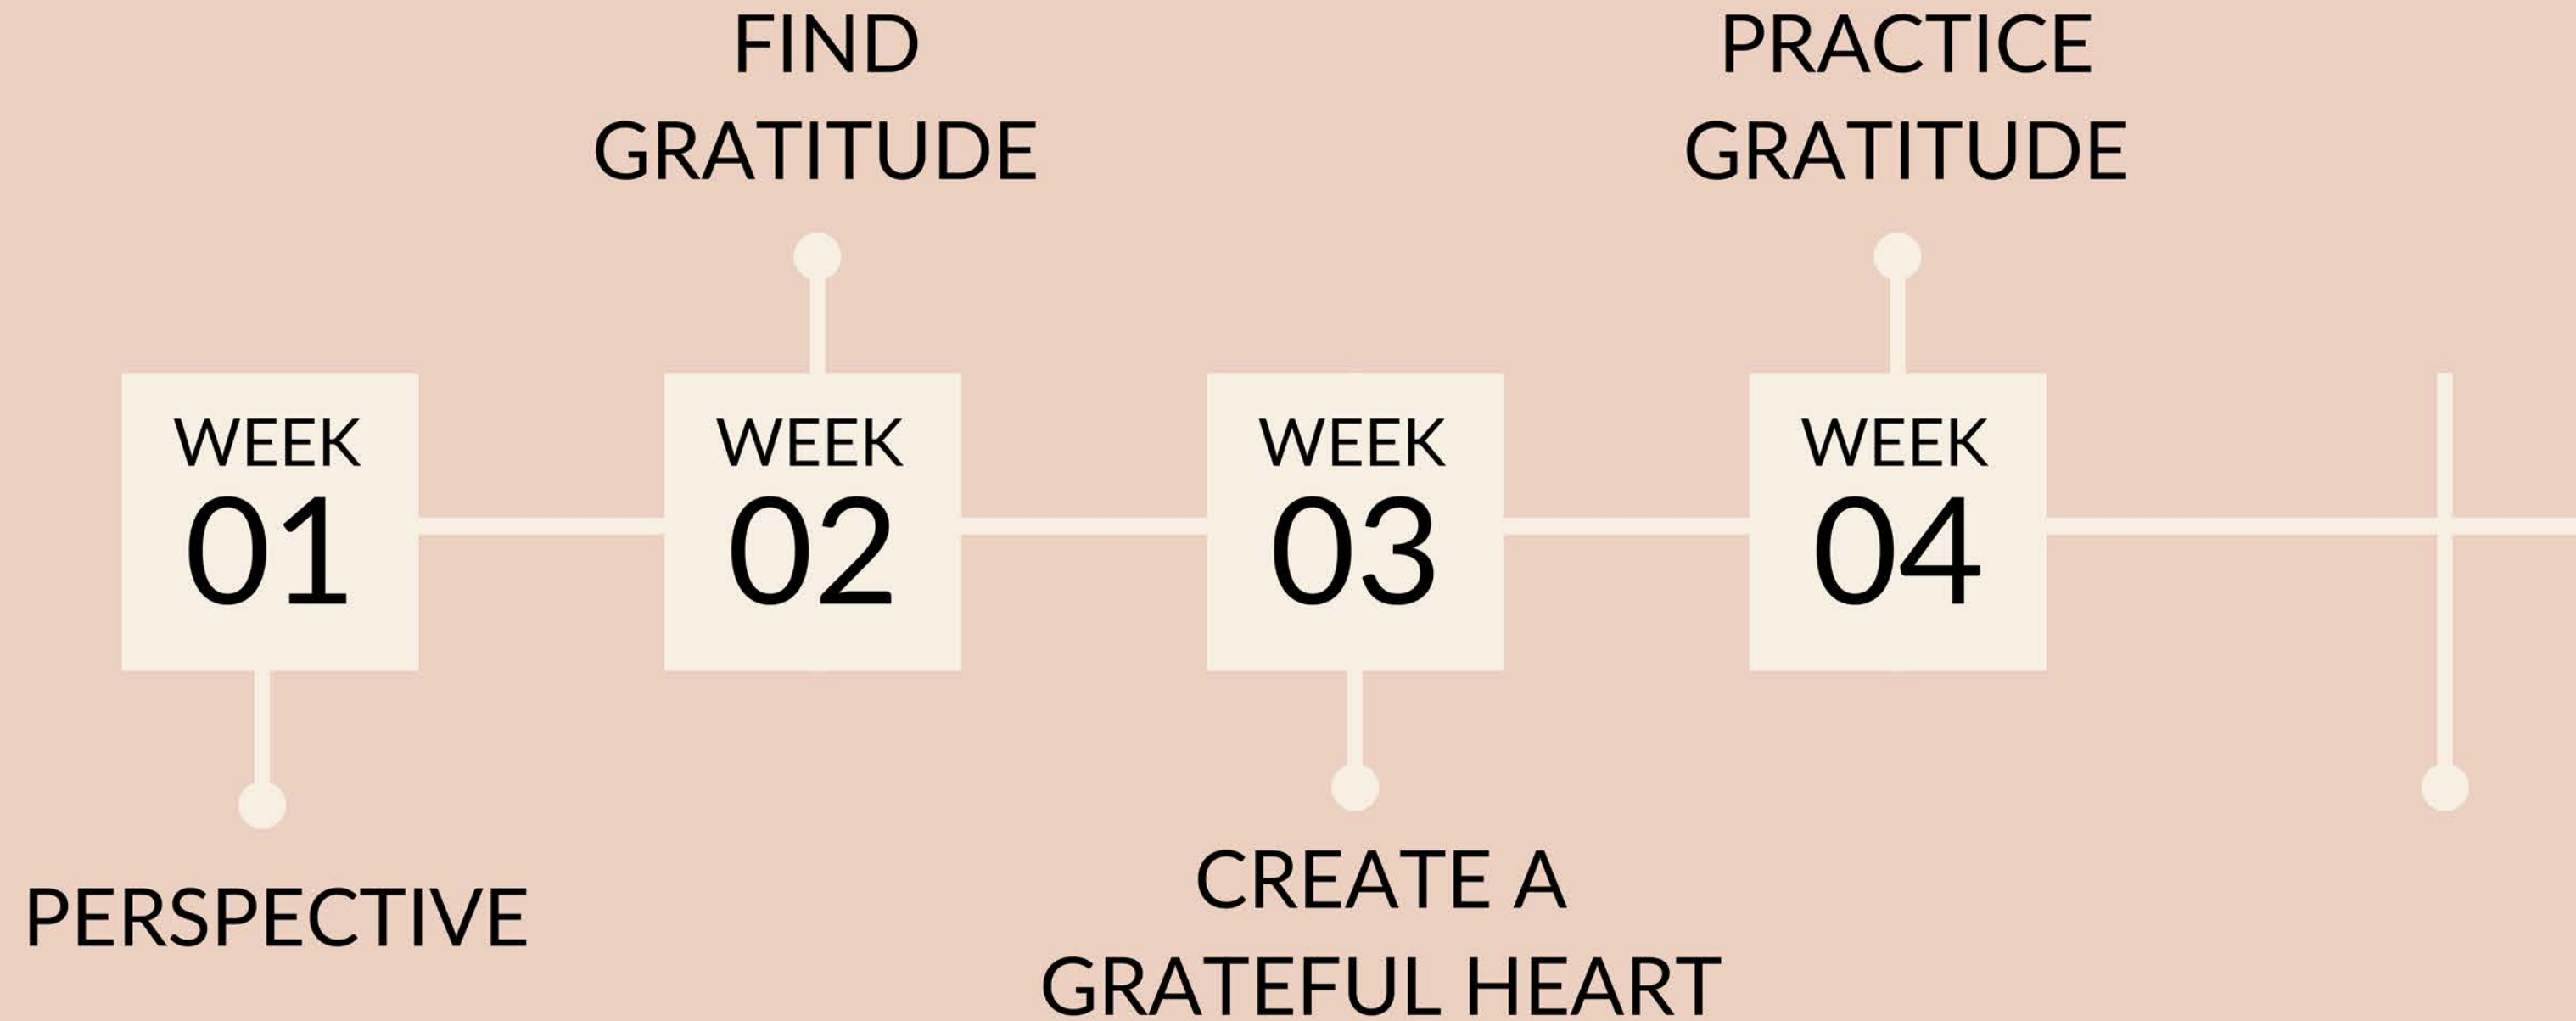 FIND
GRATITUDE
PRACTICE
GRATITUDE
WEEK
01
WEEK
02
WEEK
03
WEEK
04
PERSPECTIVE
CREATE A
GRATEFUL HEART